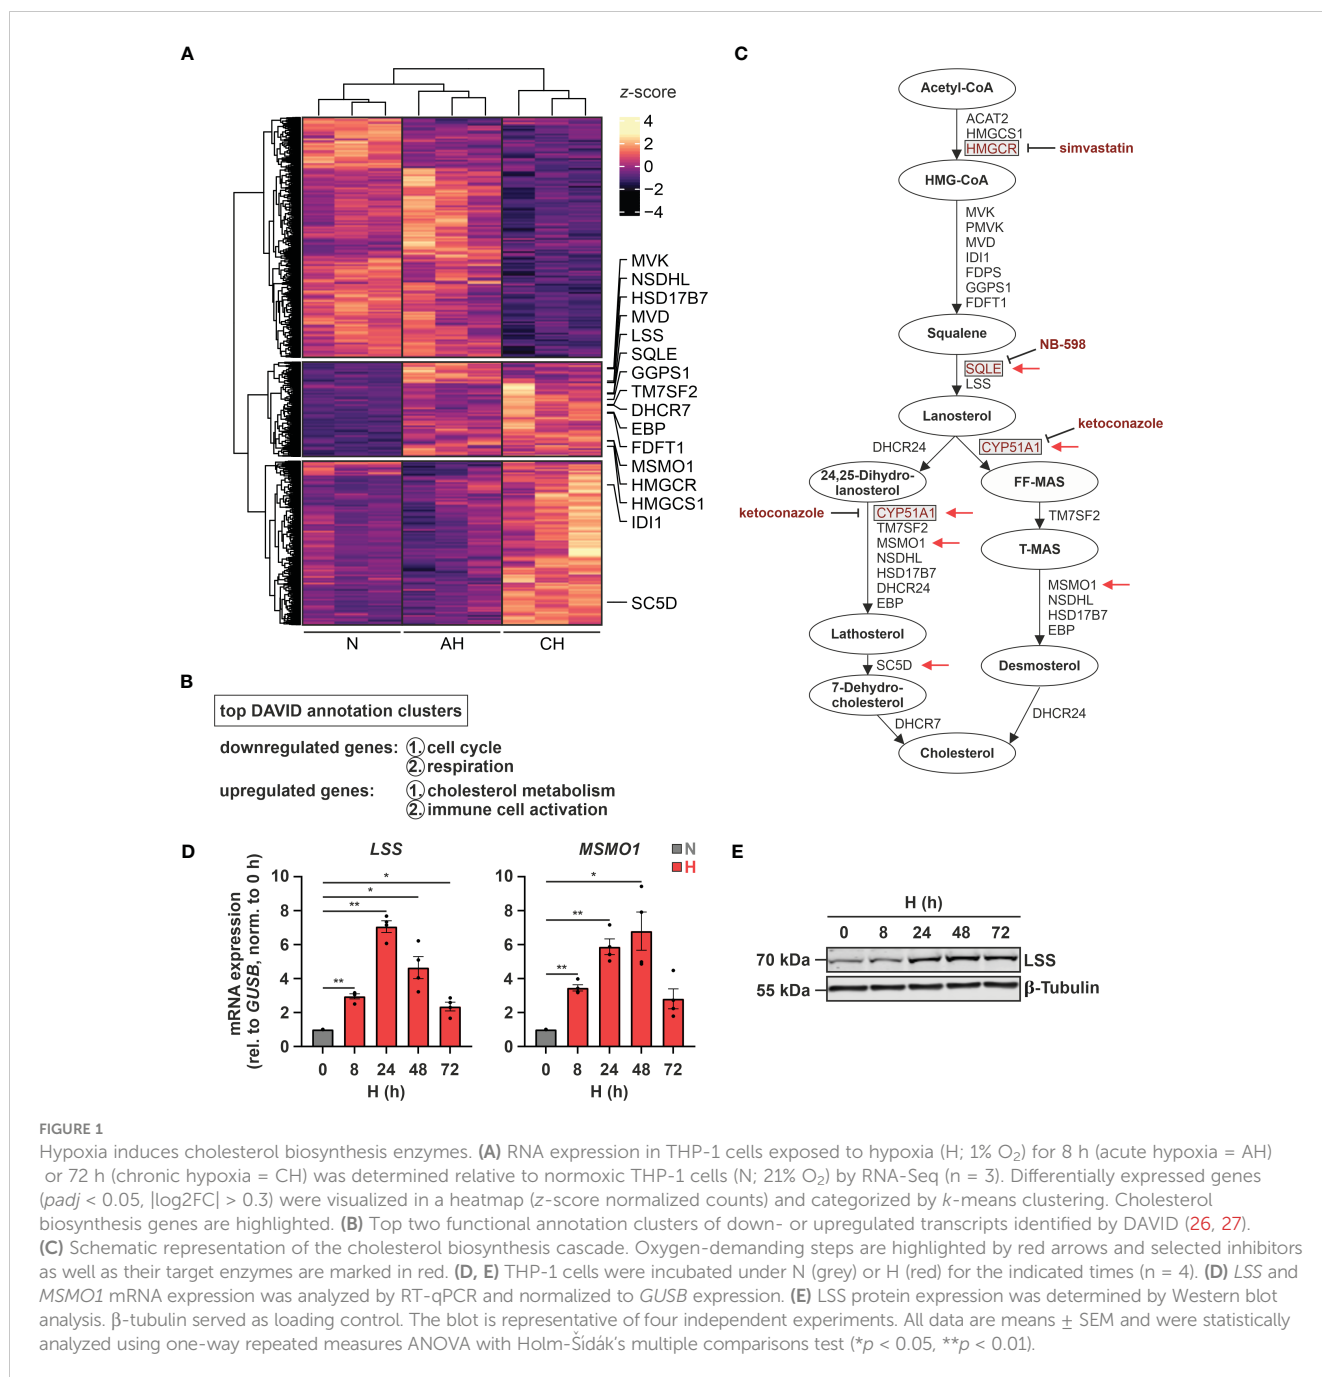 A
z-score
4
2
0
−2
−4
MVK
NSDHL
HSD17B7
MVD
LSS
SQLE
GGPS1
TM7SF2
DHCR7
EBP
FDFT1
MSMO1
HMGCR
HMGCS1
IDI1
SC5D
N AH CH
B
top DAVID annotation clusters
downregulated genes: 1. cell cycle
2. respiration
upregulated genes: 1. cholesterol metabolism
2. immune cell activation
C
Acetyl-CoA
ACAT2
HMGCS1
HMGCR simvastatin
HMG-CoA
MVK
PMVK
MVD
IDI1
FDPS
GGPS1
FDFT1
Squalene
NB-598
SQLE
LSS
Lanosterol
ketoconazole
DHCR24 CYP51A1
24,25-Dihydro-
lanosterol
FF-MAS
ketoconazole CYP51A1
TM7SF2
MSMO1
NSDHL
HSD17B7
DHCR24
EBP
TM7SF2
T-MAS
MSMO1
NSDHL
HSD17B7
EBP
Lathosterol
SC5D
Desmosterol
7-Dehydro-
cholesterol
DHCR7
DHCR24
Cholesterol
D
LSS
mRNA expression
(rel. to GUSB, norm. to 0 h)
10
8
6
4
2
0
*
*
**
**
0 8 24 48 72
H (h)
MSMO1
N
H
10
8
6
4
2
0
*
**
**
0 8 24 48 72
H (h)
E
H (h)
0 8 24 48 72
70 kDa LSS
55 kDa β-Tubulin
FIGURE 1
Hypoxia induces cholesterol biosynthesis enzymes. (A) RNA expression in THP-1 cells exposed to hypoxia (H; 1% O₂) for 8 h (acute hypoxia = AH)
or 72 h (chronic hypoxia = CH) was determined relative to normoxic THP-1 cells (N; 21% O₂) by RNA-Seq (n = 3). Differentially expressed genes
(padj < 0.05, |log2FC| > 0.3) were visualized in a heatmap (z-score normalized counts) and categorized by k-means clustering. Cholesterol
biosynthesis genes are highlighted. (B) Top two functional annotation clusters of down- or upregulated transcripts identified by DAVID (26, 27).
(C) Schematic representation of the cholesterol biosynthesis cascade. Oxygen-demanding steps are highlighted by red arrows and selected inhibitors
as well as their target enzymes are marked in red. (D, E) THP-1 cells were incubated under N (grey) or H (red) for the indicated times (n = 4). (D) LSS and
MSMO1 mRNA expression was analyzed by RT-qPCR and normalized to GUSB expression. (E) LSS protein expression was determined by Western blot
analysis. β-tubulin served as loading control. The blot is representative of four independent experiments. All data are means ± SEM and were statistically
analyzed using one-way repeated measures ANOVA with Holm-Šídák's multiple comparisons test (*p < 0.05, **p < 0.01).